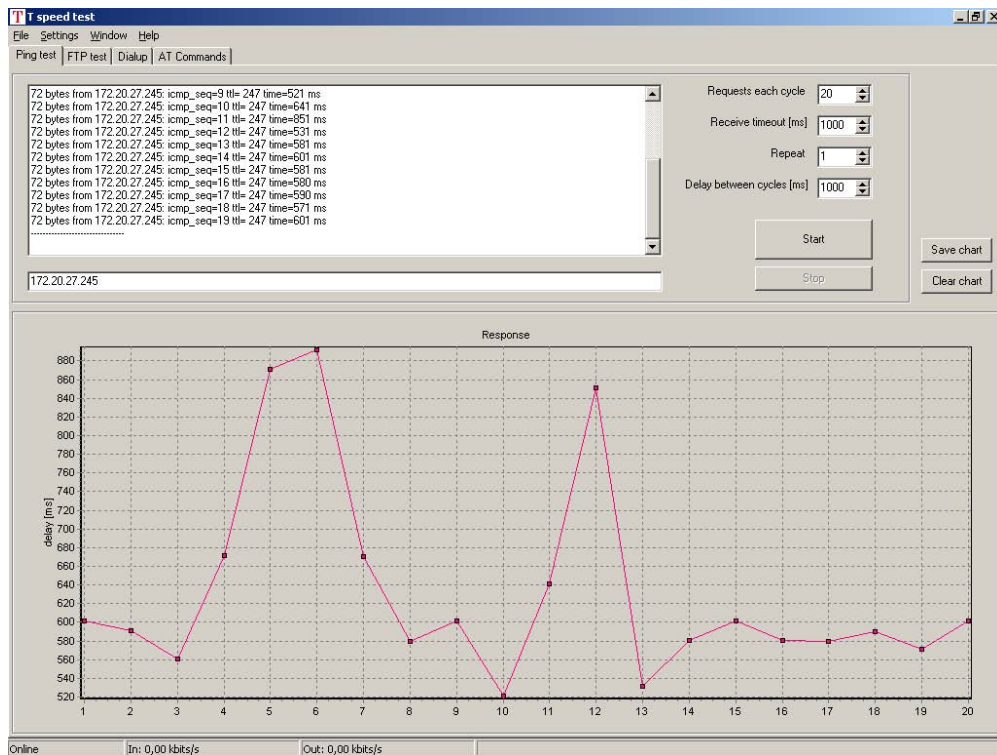 T T speed test
File Settings Window Help
Ping test FTP test Dialup AT Commands
72 bytes from 172.20.27.245: icmp_seq=9 ttl= 247 time=521 ms
72 bytes from 172.20.27.245: icmp_seq=10 ttl= 247 time=641 ms
72 bytes from 172.20.27.245: icmp_seq=11 ttl= 247 time=851 ms
72 bytes from 172.20.27.245: icmp_seq=12 ttl= 247 time=531 ms
72 bytes from 172.20.27.245: icmp_seq=13 ttl= 247 time=581 ms
72 bytes from 172.20.27.245: icmp_seq=14 ttl= 247 time=601 ms
72 bytes from 172.20.27.245: icmp_seq=15 ttl= 247 time=581 ms
72 bytes from 172.20.27.245: icmp_seq=16 ttl= 247 time=580 ms
72 bytes from 172.20.27.245: icmp_seq=17 ttl= 247 time=590 ms
72 bytes from 172.20.27.245: icmp_seq=18 ttl= 247 time=571 ms
72 bytes from 172.20.27.245: icmp_seq=19 ttl= 247 time=601 ms
-------------------------------
172.20.27.245
Requests each cycle 20
Receive timeout [ms] 1000
Repeat 1
Delay between cycles [ms] 1000
Start
Stop
Save chart
Clear chart
Response
delay [ms]
880
860
840
820
800
780
760
740
720
700
680
660
640
620
600
580
560
540
520
1 2 3 4 5 6 7 8 9 10 11 12 13 14 15 16 17 18 19 20
Online In: 0,00 kbits/s Out: 0,00 kbits/s